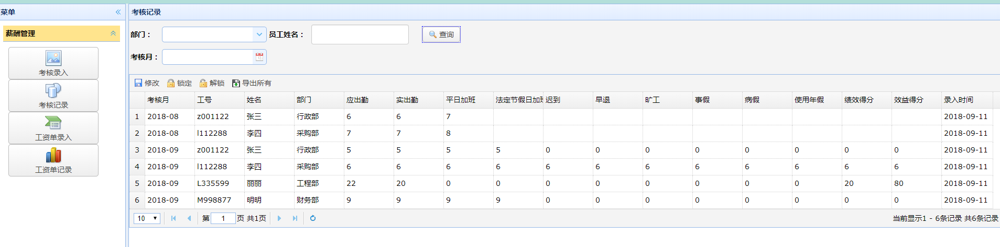 菜单
薪酬管理
考核录入
考核记录
工资单录入
工资单记录
考核记录
部门： 员工姓名： 查询
考核月：
修改 锁定 解锁 导出所有
考核月 工号 姓名 部门 应出勤 实出勤 平日加班 法定节假日加 迟到 早退 旷工 事假 病假 使用年假 绩效得分 效益得分 录入时间
1 2018-08 z001122 张三 行政部 6 6 7 2018-09-11
2 2018-08 l112288 李四 采购部 7 7 8 2018-09-11
3 2018-09 z001122 张三 行政部 5 5 5 5 0 0 0 0 0 0 0 0 2018-09-11
4 2018-09 l112288 李四 采购部 6 6 6 6 6 6 6 6 6 6 6 6 2018-09-11
5 2018-09 L335599 丽丽 工程部 22 20 0 0 0 0 0 0 0 0 20 80 2018-09-11
6 2018-09 M998877 明明 财务部 9 9 9 9 0 0 0 0 0 0 0 0 2018-09-11
10 第 1 页 共1页 当前显示1 - 6条记录 共6条记录